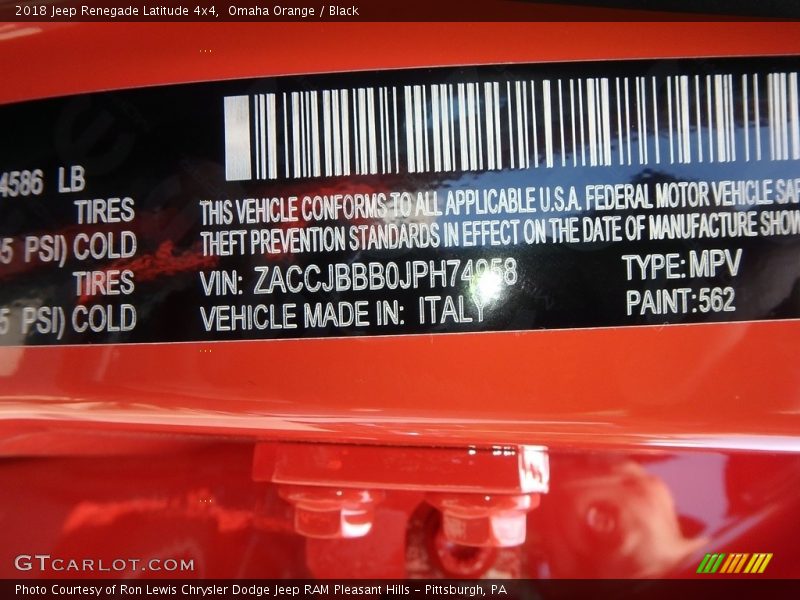 2018 Jeep Renegade Latitude 4x4,  Omaha Orange / Black
4586 LB
TIRES
5 PSI) COLD
TIRES
5 PSI) COLD
THIS VEHICLE CONFORMS TO ALL APPLICABLE U.S.A. FEDERAL MOTOR VEHICLE SAF
THEFT PREVENTION STANDARDS IN EFFECT ON THE DATE OF MANUFACTURE SHOW
VIN: ZACCJBBB0JPH74958 TYPE: MPV
VEHICLE MADE IN: ITALY PAINT: 562
GTCARLOT.COM
Photo Courtesy of Ron Lewis Chrysler Dodge Jeep RAM Pleasant Hills - Pittsburgh, PA